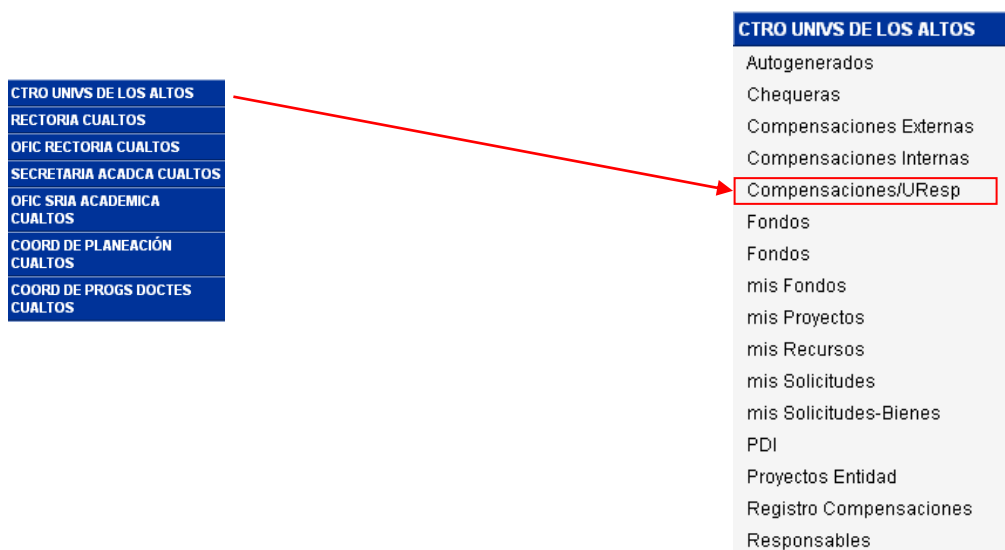 CTRO UNIVS DE LOS ALTOS
RECTORIA CUALTOS
OFIC RECTORIA CUALTOS
SECRETARIA ACADCA CUALTOS
OFIC SRIA ACADEMICA
CUALTOS
COORD DE PLANEACIÓN
CUALTOS
COORD DE PROGS DOCTES
CUALTOS
CTRO UNIVS DE LOS ALTOS
Autogenerados
Chequeras
Compensaciones Externas
Compensaciones Internas
Compensaciones/UResp
Fondos
Fondos
mis Fondos
mis Proyectos
mis Recursos
mis Solicitudes
mis Solicitudes-Bienes
PDI
Proyectos Entidad
Registro Compensaciones
Responsables